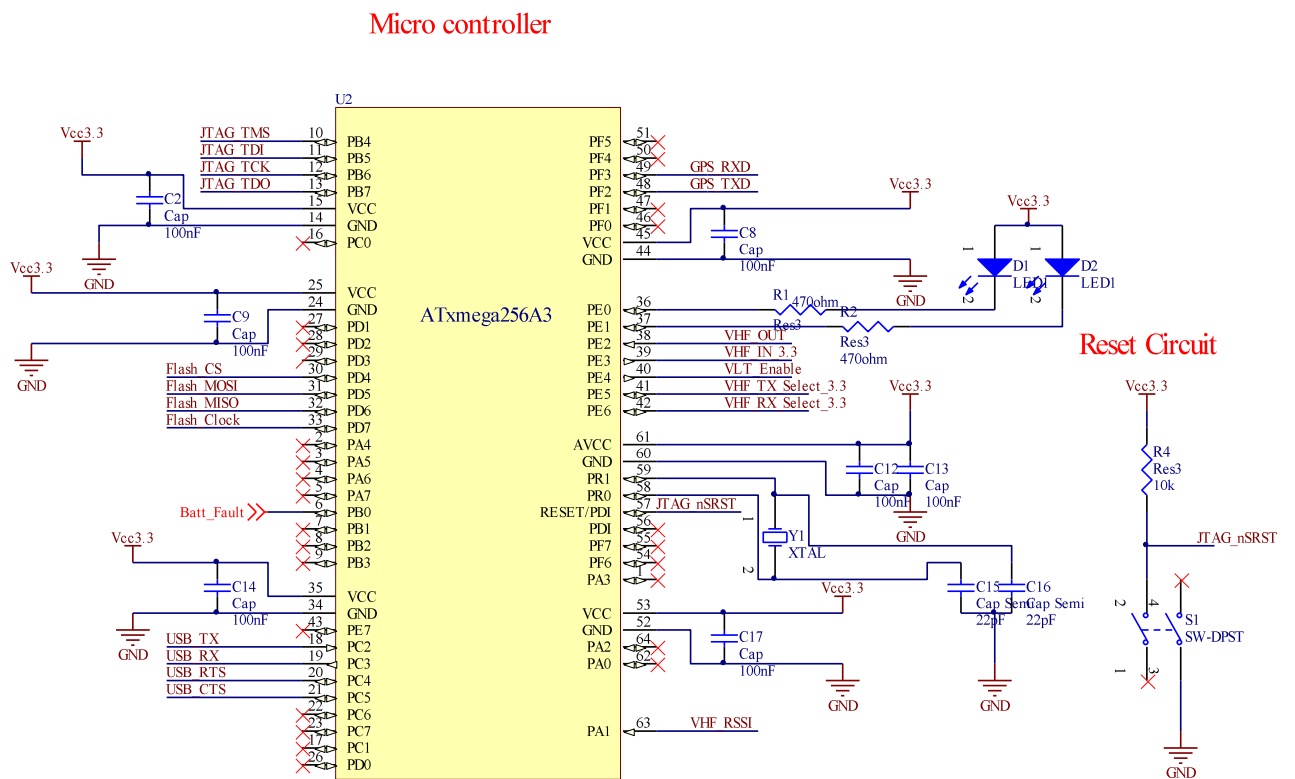 Micro controller
U2
ATxmega256A3
JTAG_TMS 10 PB4
JTAG_TDI 11 PB5
JTAG_TCK 12 PB6
JTAG_TDO 13 PB7
15 VCC
14 GND
16 PC0
Vcc3.3
C2
Cap
100nF
GND
Vcc3.3
25 VCC
24 GND
27 PD1
28 PD2
29 PD3
C9
Cap
100nF
GND
Flash_CS 30 PD4
Flash_MOSI 31 PD5
Flash_MISO 32 PD6
Flash_Clock 33 PD7
2 PA4
3 PA5
4 PA6
5 PA7
Batt_Fault 6 PB0
7 PB1
8 PB2
9 PB3
Vcc3.3
C14
Cap
100nF
GND
35 VCC
34 GND
43 PE7
USB_TX 18 PC2
USB_RX 19 PC3
USB_RTS 20 PC4
USB_CTS 21 PC5
22 PC6
23 PC7
17 PC1
26 PD0
PF5 51
PF4 50
PF3 49 GPS_RXD
PF2 48 GPS_TXD
PF1 47
PF0 46
VCC 45
GND 44
Vcc3.3
C8
Cap
100nF
GND
Vcc3.3
1 D1
LED1
2
1 D2
LED1
2
PE0 36
R1 470ohm
Res3
PE1 37
R2
Res3
470ohm
PE2 38 VHF_OUT
PE3 39 VHF_IN_3.3
PE4 40 VLT_Enable
PE5 41 VHF_TX_Select_3.3
PE6 42 VHF_RX_Select_3.3
Vcc3.3
AVCC 61
GND 60
PR1 59
PR0 58
RESET/PDI 57 JTAG_nSRST
PDI 56
PF7 55
PF6 54
PA3 1
C12
Cap
100nF
C13
Cap
100nF
GND
1
Y1
XTAL
2
C15
Cap Semi
22pF
C16
Cap Semi
22pF
GND
VCC 53
GND 52
PA2 64
PA0 62
Vcc3.3
C17
Cap
100nF
GND
PA1 63 VHF_RSSI
Reset Circuit
Vcc3.3
R4
Res3
10k
JTAG_nSRST
2 4
S1
SW-DPST
1 3
GND